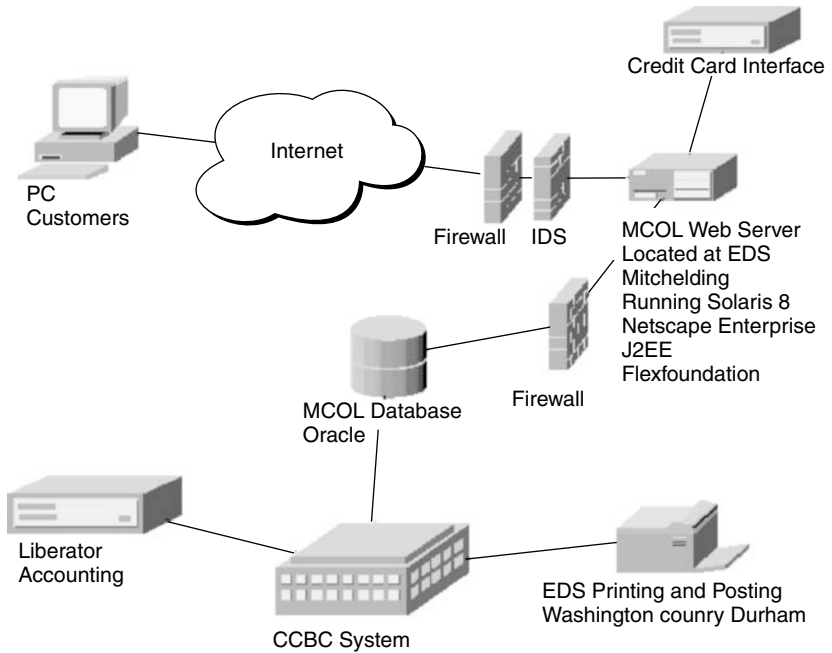 Credit Card Interface
Internet
PC
Customers
Firewall
IDS
MCOL Web Server
Located at EDS
Mitchelding
Running Solaris 8
Netscape Enterprise
J2EE
Flexfoundation
Firewall
MCOL Database
Oracle
Liberator
Accounting
EDS Printing and Posting
Washington counry Durham
CCBC System